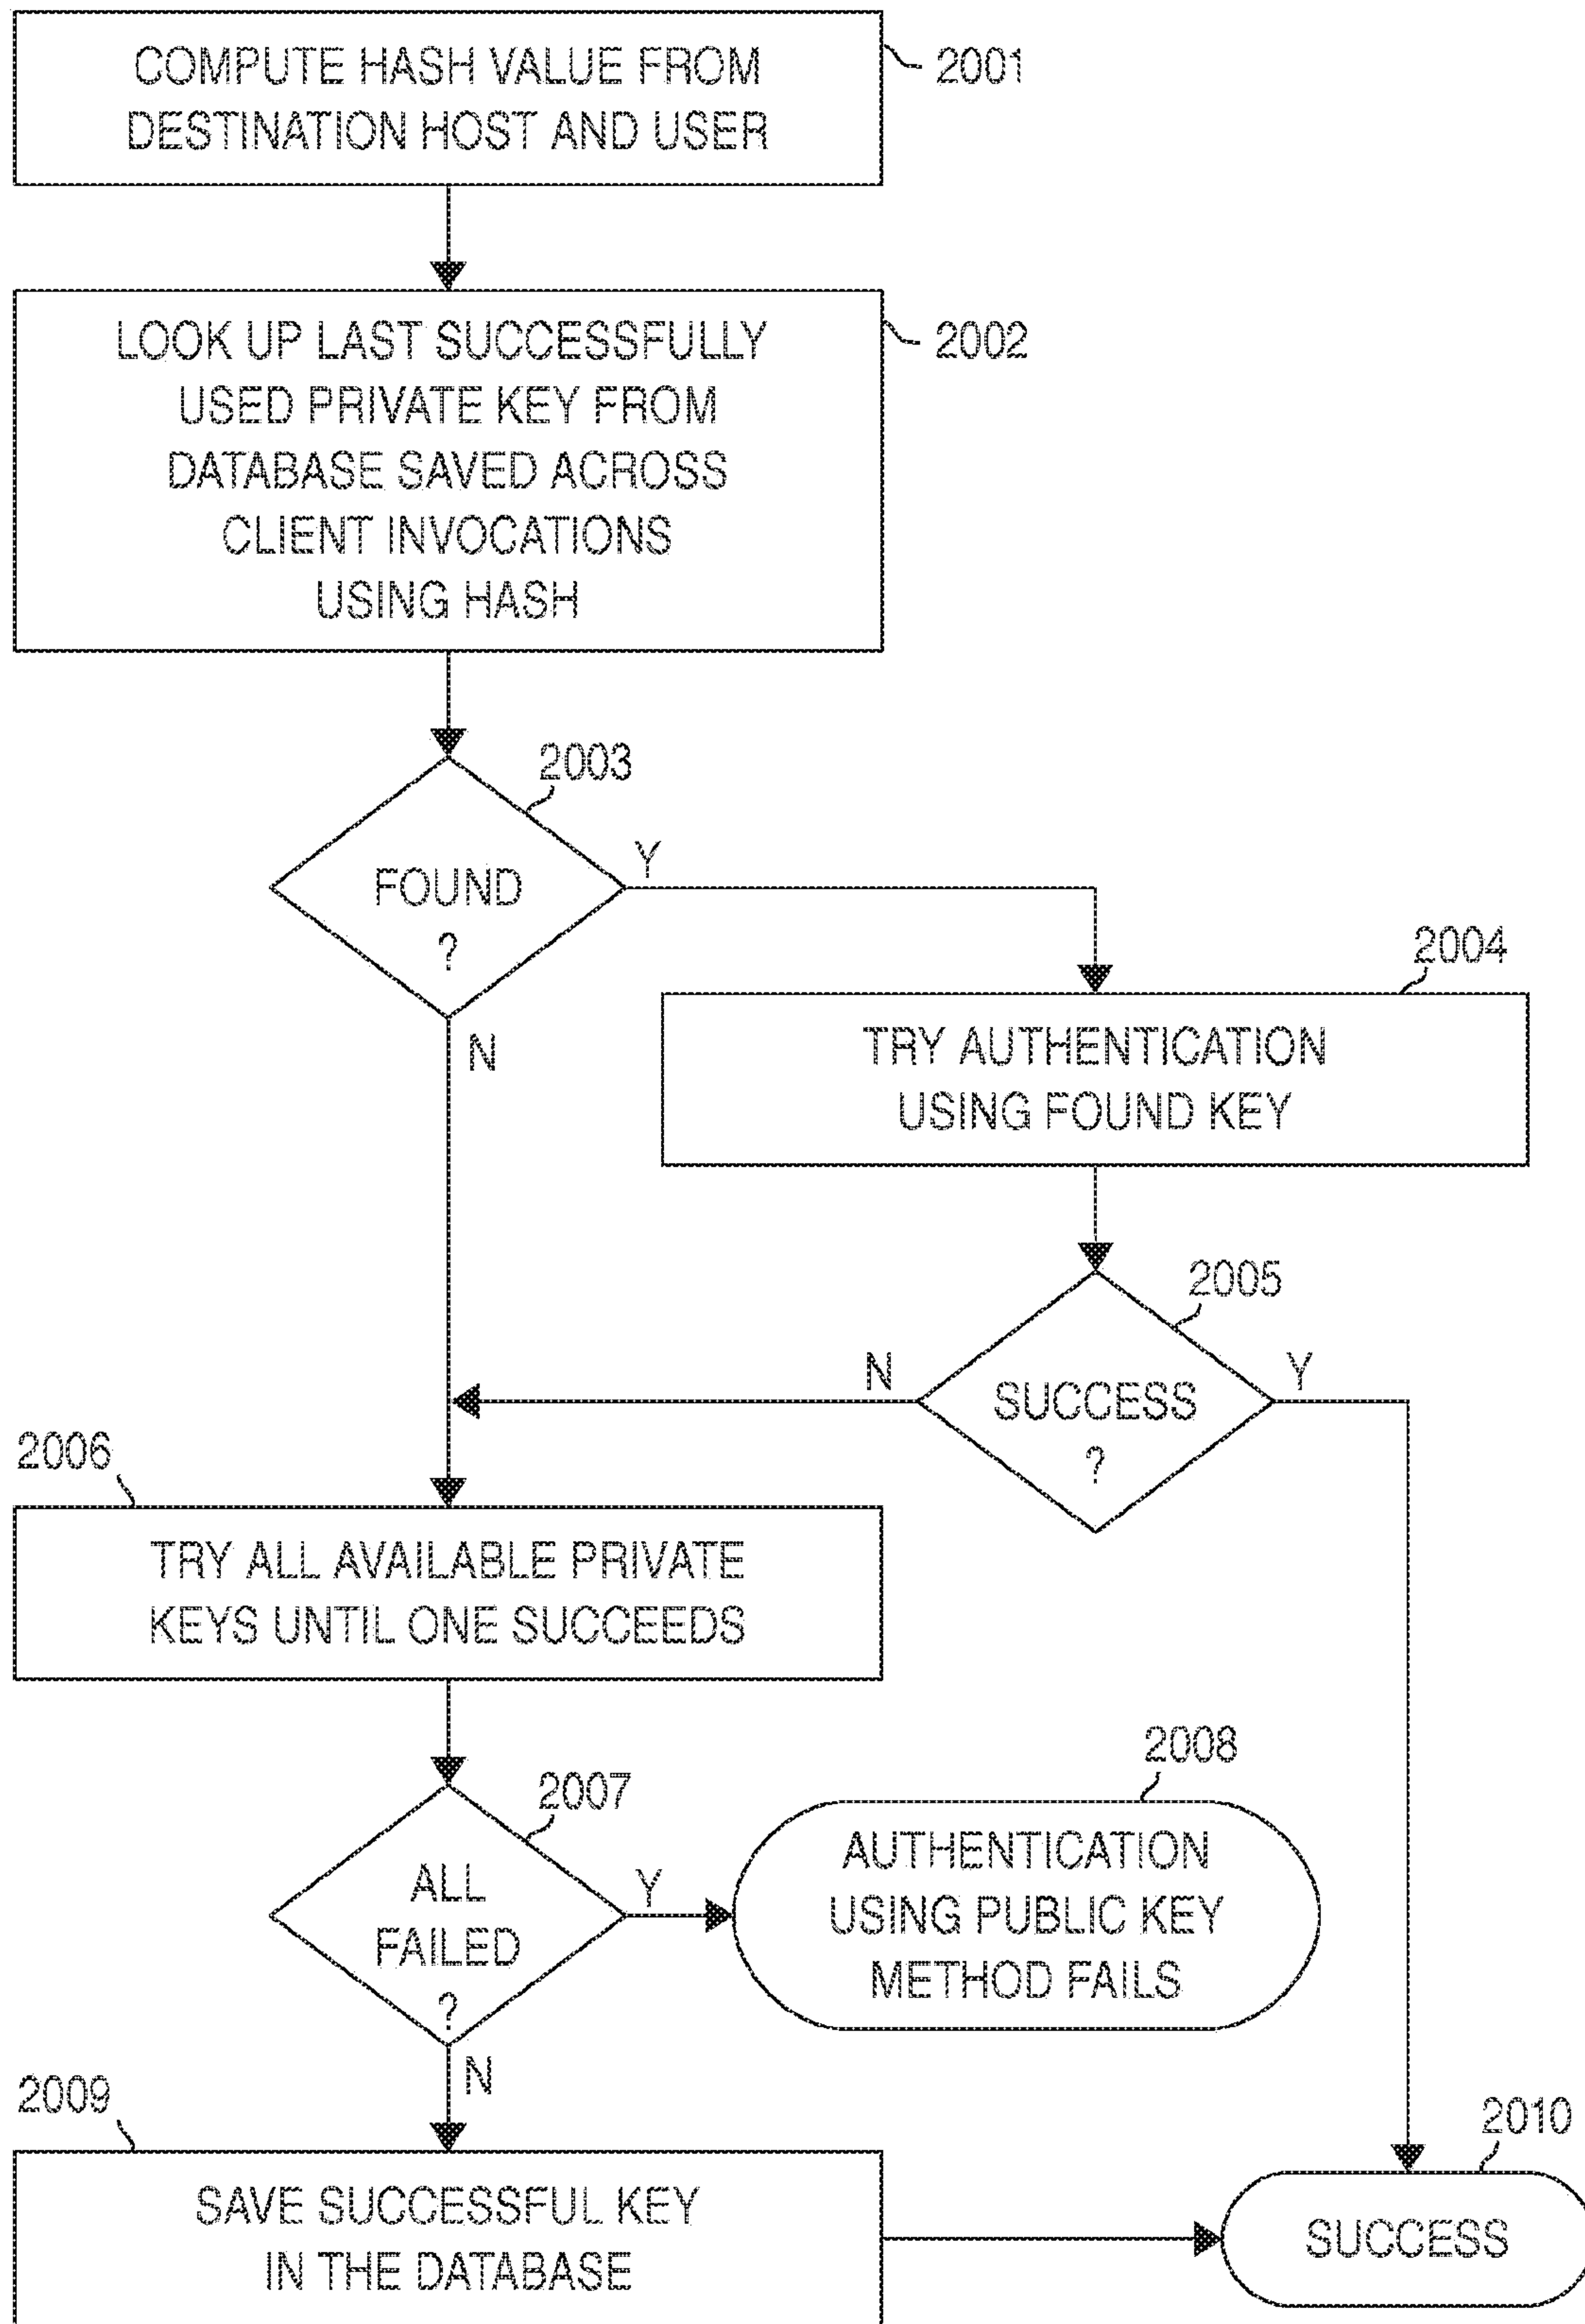 COMPUTE HASH VALUE FROM
DESTINATION HOST AND USER
2001
LOOK UP LAST SUCCESSFULLY
USED PRIVATE KEY FROM
DATABASE SAVED ACROSS
CLIENT INVOCATIONS
USING HASH
2002
2003
FOUND
?
Y
N
2004
TRY AUTHENTICATION
USING FOUND KEY
2005
SUCCESS
?
N
Y
2006
TRY ALL AVAILABLE PRIVATE
KEYS UNTIL ONE SUCCEEDS
2007
ALL
FAILED
?
Y
N
2008
AUTHENTICATION
USING PUBLIC KEY
METHOD FAILS
2009
SAVE SUCCESSFUL KEY
IN THE DATABASE
2010
SUCCESS